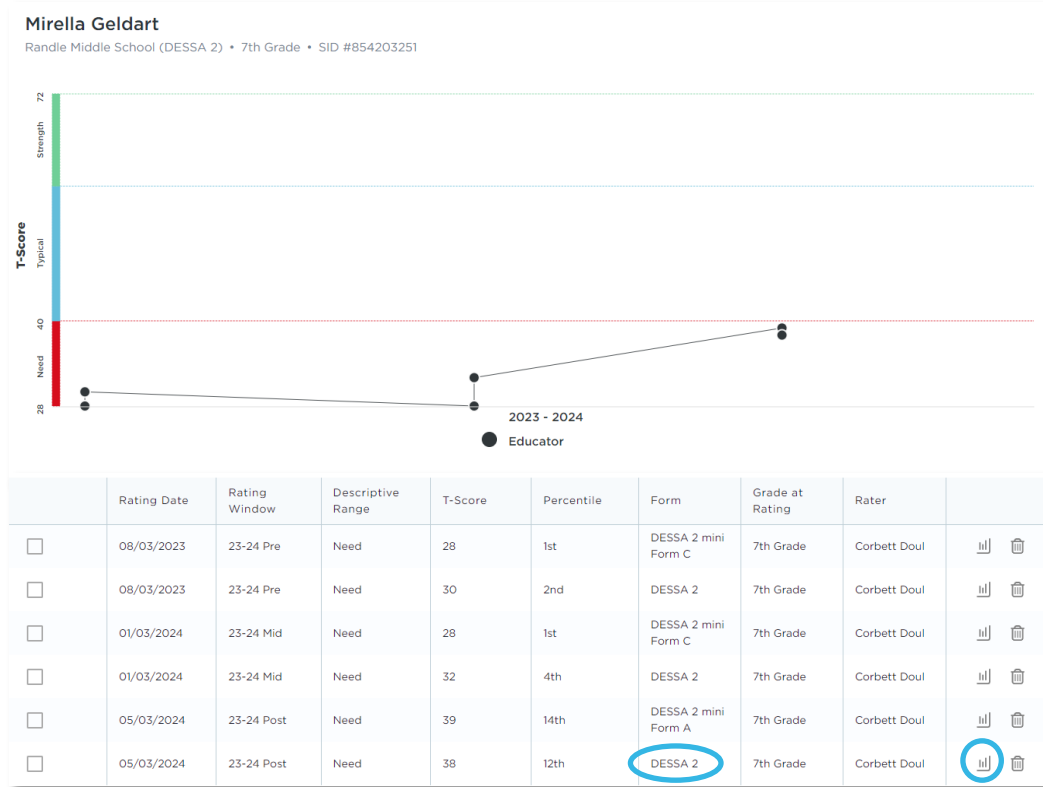 Mirella Geldart
Randle Middle School (DESSA 2) • 7th Grade • SID #854203251
72
Strength
T-Score
Typical
40
Need
28
2023 - 2024
Educator
Rating Date
Rating
Window
Descriptive
Range
T-Score
Percentile
Form
Grade at
Rating
Rater
08/03/2023
23-24 Pre
Need
28
1st
DESSA 2 mini
Form C
7th Grade
Corbett Doul
08/03/2023
23-24 Pre
Need
30
2nd
DESSA 2
7th Grade
Corbett Doul
01/03/2024
23-24 Mid
Need
28
1st
DESSA 2 mini
Form C
7th Grade
Corbett Doul
01/03/2024
23-24 Mid
Need
32
4th
DESSA 2
7th Grade
Corbett Doul
05/03/2024
23-24 Post
Need
39
14th
DESSA 2 mini
Form A
7th Grade
Corbett Doul
05/03/2024
23-24 Post
Need
38
12th
DESSA 2
7th Grade
Corbett Doul